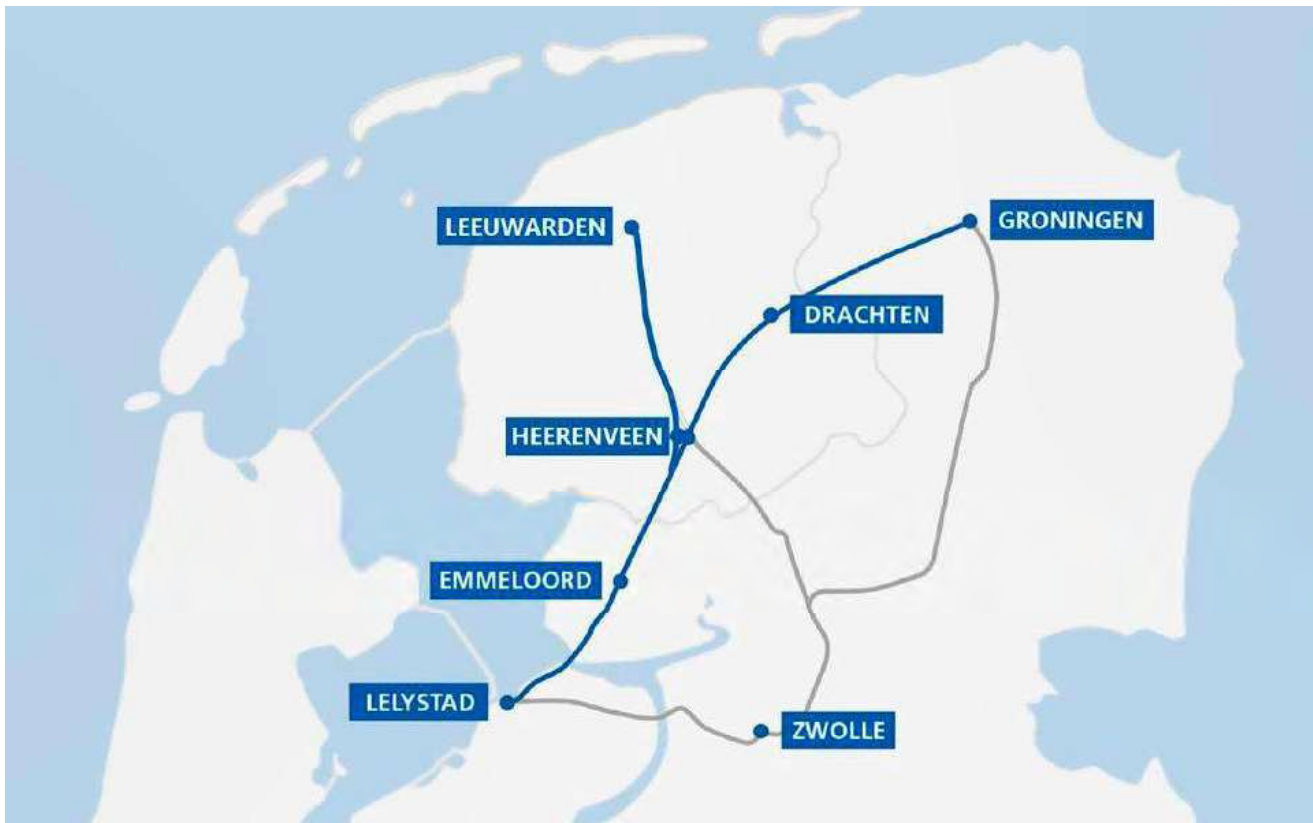 LEEUWARDEN
GRONINGEN
DRACHTEN
HEERENVEEN
EMMELOORD
LELYSTAD
ZWOLLE